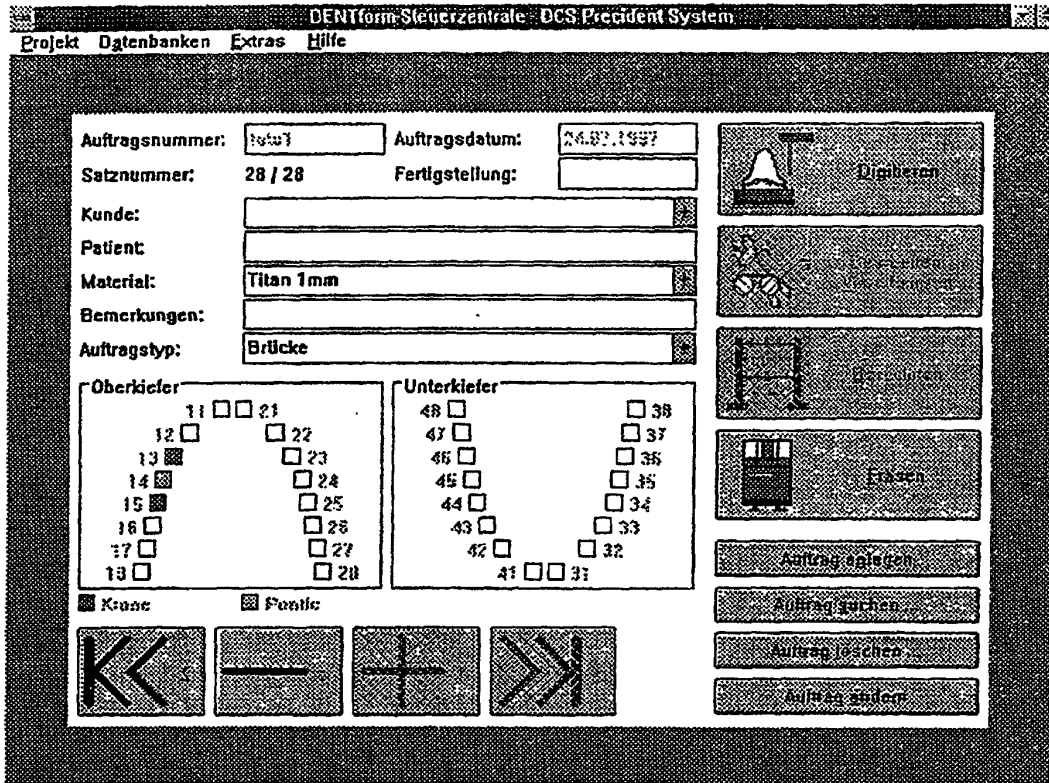 DENTform-Steuerzentrale DCS Precident System
Projekt Datenbanken Extras Hilfe
Auftragsnummer: Auftragsdatum: 24.07.1997
Satznummer: 28 / 28 Fertigstellung:
Kunde:
Patient:
Material: Titan 1mm
Bemerkungen:
Auftragstyp: Brücke
Digitieren
Fräsen
Oberkiefer Unterkiefer
11 21 48 38
12 22 47 37
13 23 46 36
14 24 45 35
15 25 44 34
16 26 43 33
17 27 42 32
18 28 41 31
Krone Pontic
Auftrag anlegen...
Auftrag suchen ...
Auftrag löschen ...
Auftrag ändern